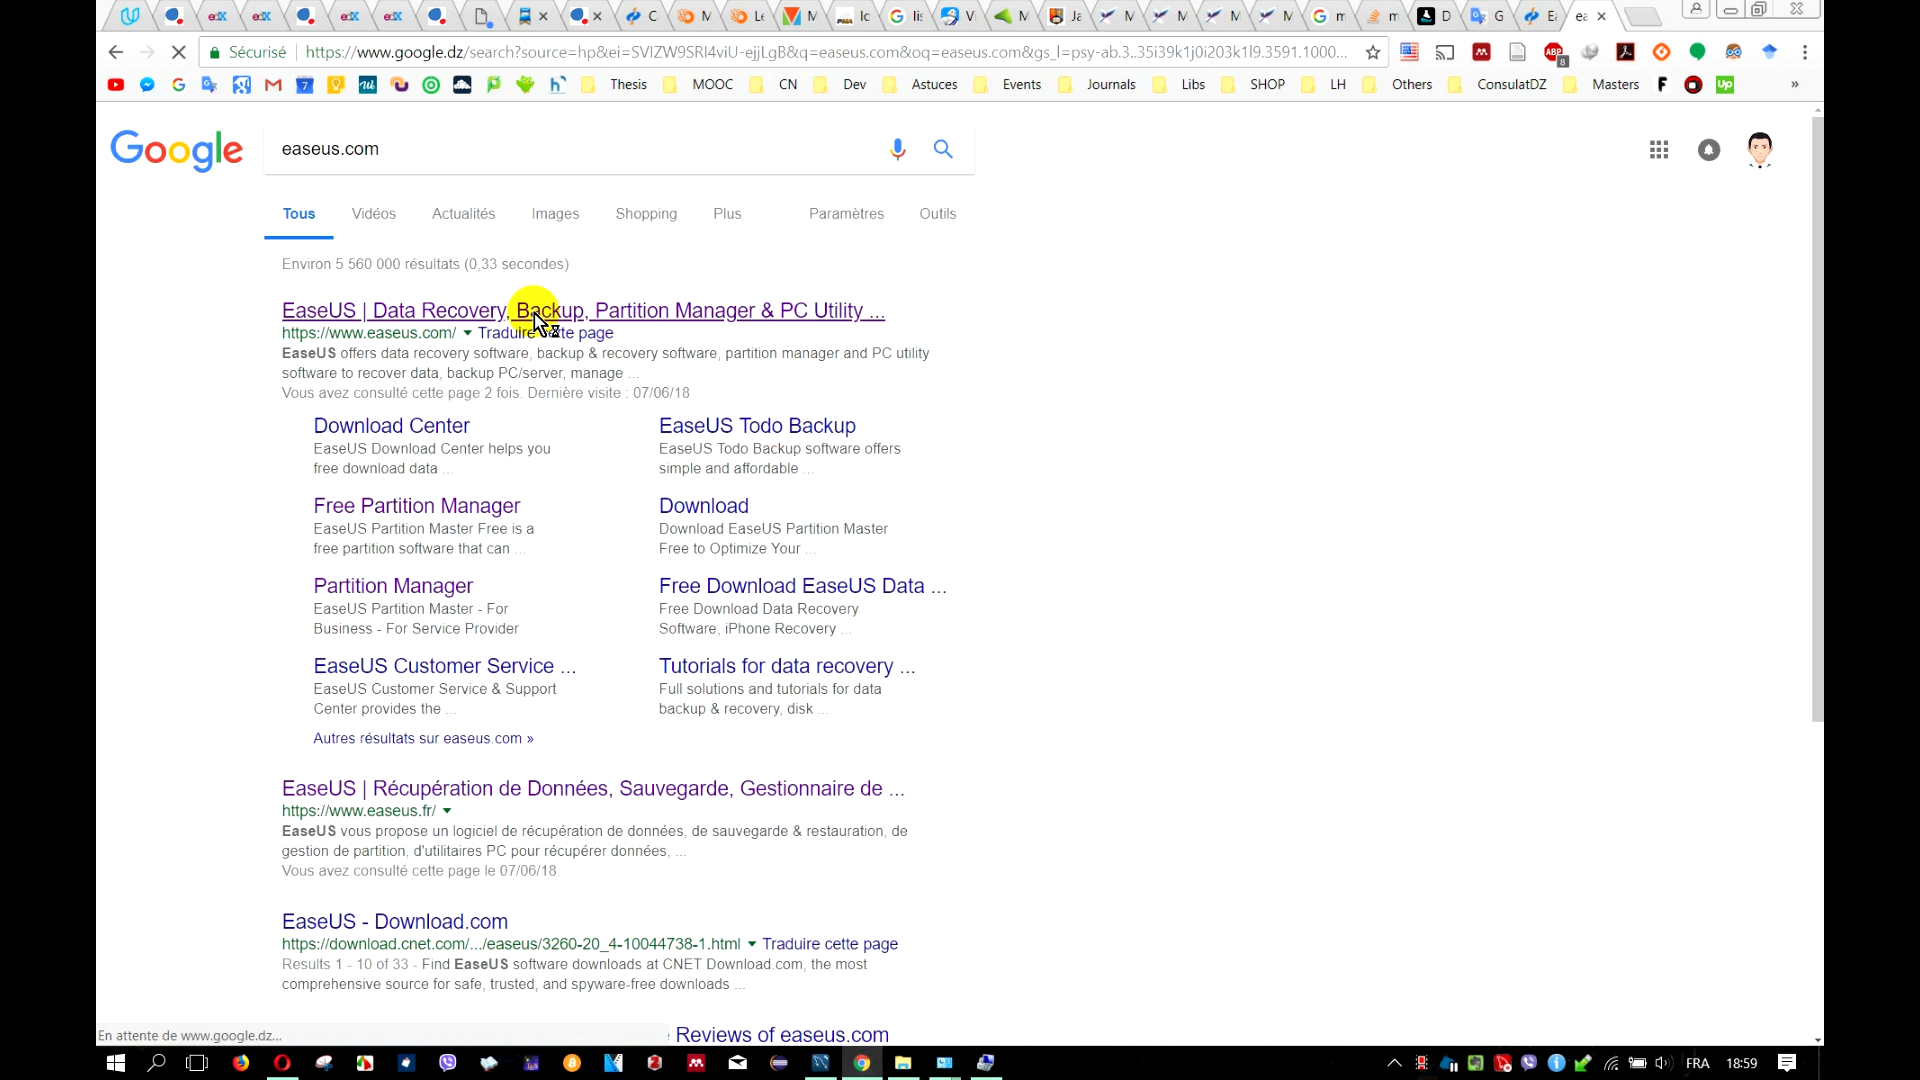 Sécurisé
https://www.google.dz/search?source=hp&ei=SVIZW9SRI4viU-ejjLgB&q=easeus.com&oq=easeus.com&gs_l=psy-ab.3..35i39k1j0i203k1l9.3591.1000...
Thesis MOOC CN Dev Astuces Events Journals Libs SHOP LH Others ConsulatDZ Masters »
Google
easeus.com
Tous Vidéos Actualités Images Shopping Plus Paramètres Outils
Environ 5 560 000 résultats (0,33 secondes)
EaseUS | Data Recovery, Backup, Partition Manager & PC Utility ...
https://www.easeus.com/ Traduire cette page
EaseUS offers data recovery software, backup & recovery software, partition manager and PC utility
software to recover data, backup PC/server, manage ...
Vous avez consulté cette page 2 fois. Dernière visite : 07/06/18
Download Center
EaseUS Download Center helps you
free download data ...
EaseUS Todo Backup
EaseUS Todo Backup software offers
simple and affordable ...
Free Partition Manager
EaseUS Partition Master Free is a
free partition software that can ...
Download
Download EaseUS Partition Master
Free to Optimize Your ...
Partition Manager
EaseUS Partition Master - For
Business - For Service Provider
Free Download EaseUS Data ...
Free Download Data Recovery
Software, iPhone Recovery ...
EaseUS Customer Service ...
EaseUS Customer Service & Support
Center provides the ...
Tutorials for data recovery ...
Full solutions and tutorials for data
backup & recovery, disk ...
Autres résultats sur easeus.com »
EaseUS | Récupération de Données, Sauvegarde, Gestionnaire de ...
https://www.easeus.fr/
EaseUS vous propose un logiciel de récupération de données, de sauvegarde & restauration, de
gestion de partition, d'utilitaires PC pour récupérer données, ...
Vous avez consulté cette page le 07/06/18.
EaseUS - Download.com
https://download.cnet.com/.../easeus/3260-20_4-10044738-1.html Traduire cette page
Results 1 - 10 of 33 - Find EaseUS software downloads at CNET Download.com, the most
comprehensive source for safe, trusted, and spyware-free downloads ...
Reviews of easeus.com
En attente de www.google.dz...
FRA 18:59